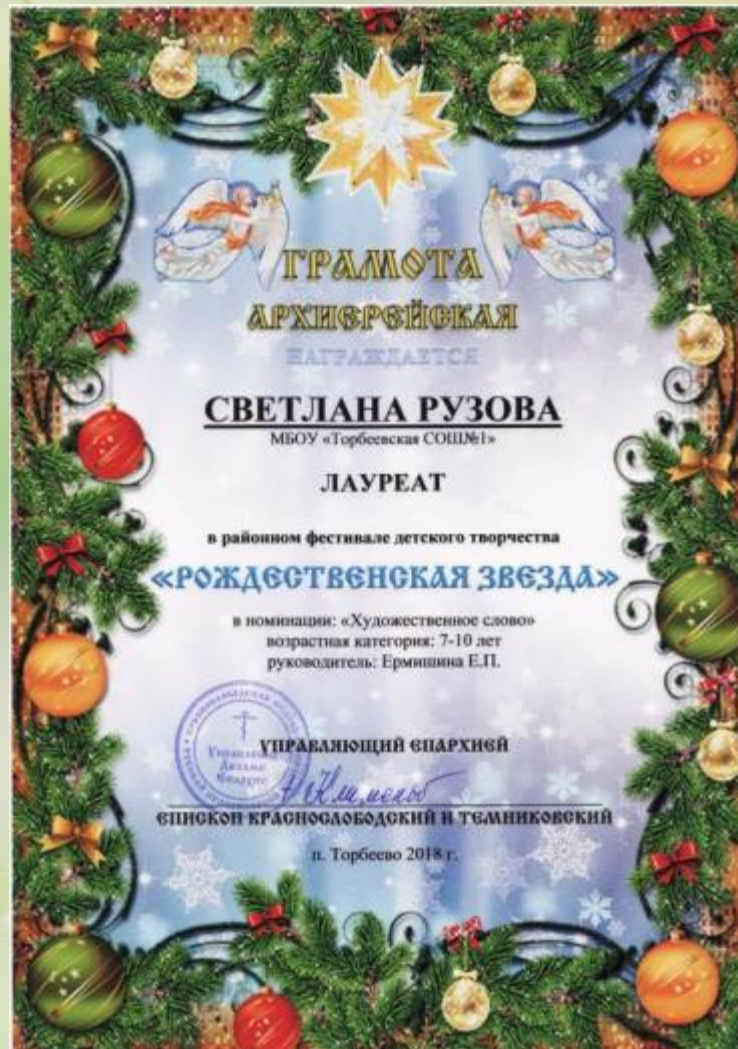 ГРАМОТА
АРХИЕРЕЙСКАЯ
НАГРАЖДАЕТСЯ
СВЕТЛАНА РУЗОВА
МБОУ «Торбеевская СОШ№1»
ЛАУРЕАТ
в районном фестивале детского творчества
«РОЖДЕСТВЕНСКАЯ ЗВЕЗДА»
в номинации: «Художественное слово»
возрастная категория: 7-10 лет
руководитель: Ермишина Е.П.
УПРАВЛЯЮЩИЙ ЕПАРХИЕЙ
ЕПИСКОП КРАСНОСЛОБОДСКИЙ И ТЕМНИКОВСКИЙ
п. Торбеево 2018 г.